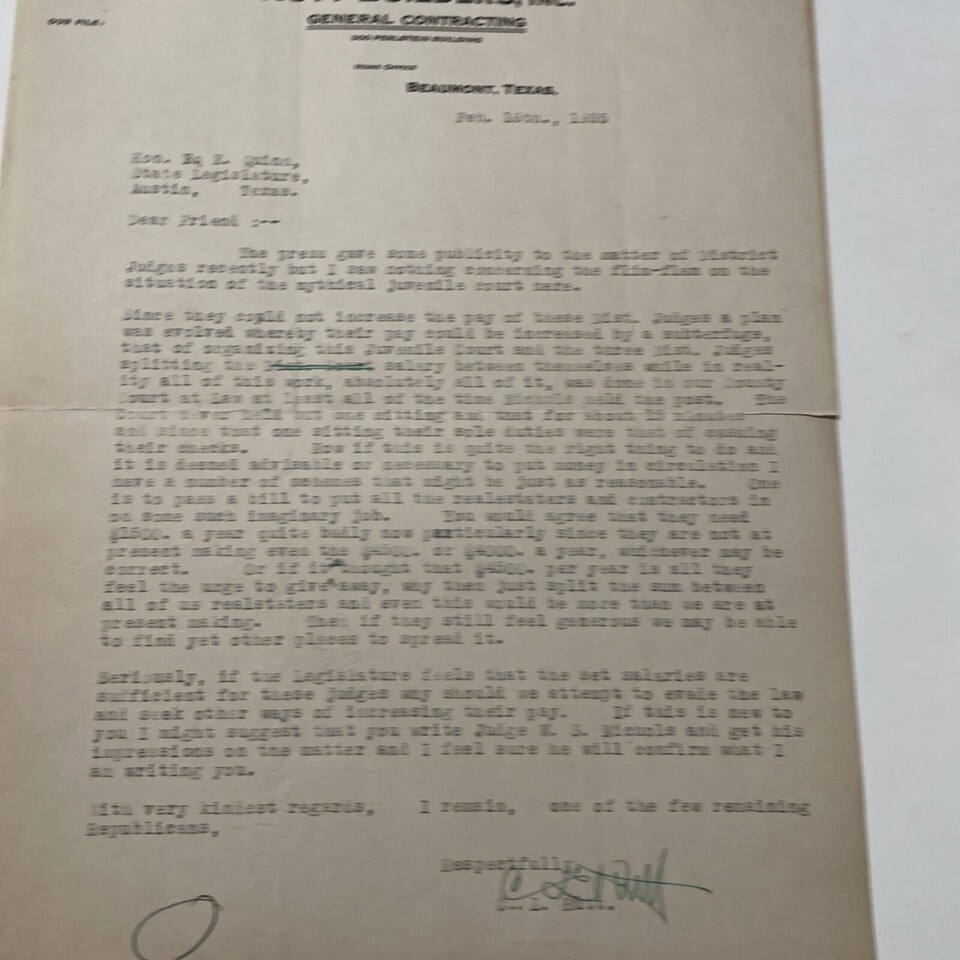 BUILDERS, INC.
OUR FILE:
GENERAL CONTRACTING
BUILDING
HOME OFFICE
BEAUMONT, TEXAS,
Quinn,
State Legislature,
Austin, Texas.
Dear Friend :--
The press gave some publicity to the matter of District
Judges recently but I saw nothing concerning the flim-flam on the
situation of the mythical juvenile court here.
Since they could not increase the pay of these Dist. Judges a plan
was evolved whereby their pay could be increased by a subterfuge,
that of organizing this Juvenile Court and the three Dist. Judges
splitting the salary between themselves while in real-
ity all of this work, absolutely all of it, was done in our County
Court at Law at least all of the time Nichols held the post. The
Court never held but one sitting and that for about minutes
and since that one sitting their sole duties were that of cashing
their checks. Now if this is quite the right thing to do and
it is deemed advisable or necessary to put money in circulation I
have a number of schemes that might be just as reasonable. One
is to pass a bill to put all the realestaters and contractors in
on some such imaginary job. You would agree that they need
$1500. a year quite badly now particularly since they are not at
present making even the $4500. or $4000. a year, whichever may be
correct. Or if it thought that $4500. per year is all they
feel the urge to give away, why then just split the sum between
all of us realstaters and even this would be more than we are at
present making. Then if they still feel generous we may be able
to find yet other places to spread it.
Seriously, if the Legislature feels that the set salaries are
sufficient for these judges why should we attempt to evade the law
and seek other ways of increasing their pay. If this is new to
you I might suggest that you write Judge Nichols and get his
impressions on the matter and I feel sure he will confirm what I
am writing you.
With very kindest regards, I remain, one of the few remaining
Republicans,
Respectfully,